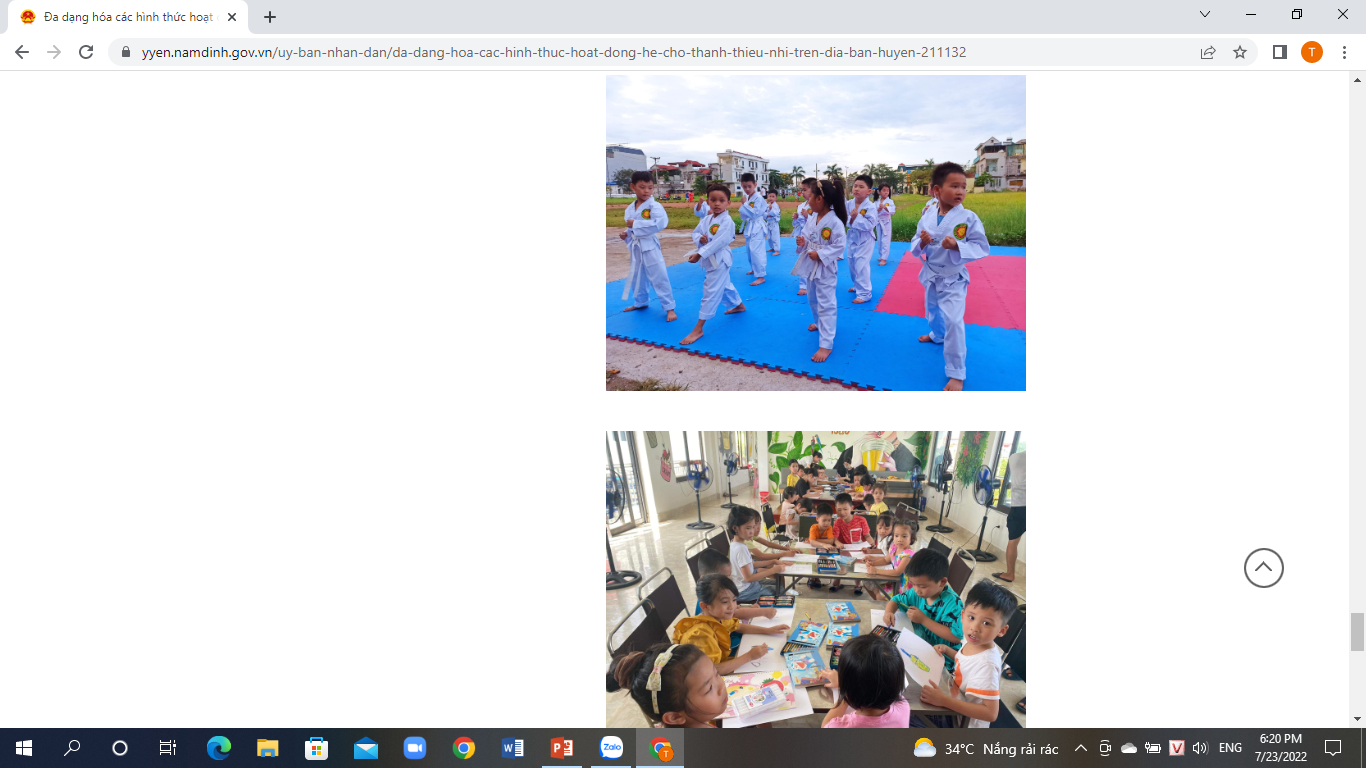 Đa dạng hóa các hình thức hoạt
yyen.namdinh.gov.vn/uy-ban-nhan-dan/da-dang-hoa-cac-hinh-thuc-hoat-dong-he-cho-thanh-thieu-nhi-tren-dia-ban-huyen-211132
T
Zalo
T
34°C Nắng rải rác
V
ENG
6:20 PM
7/23/2022